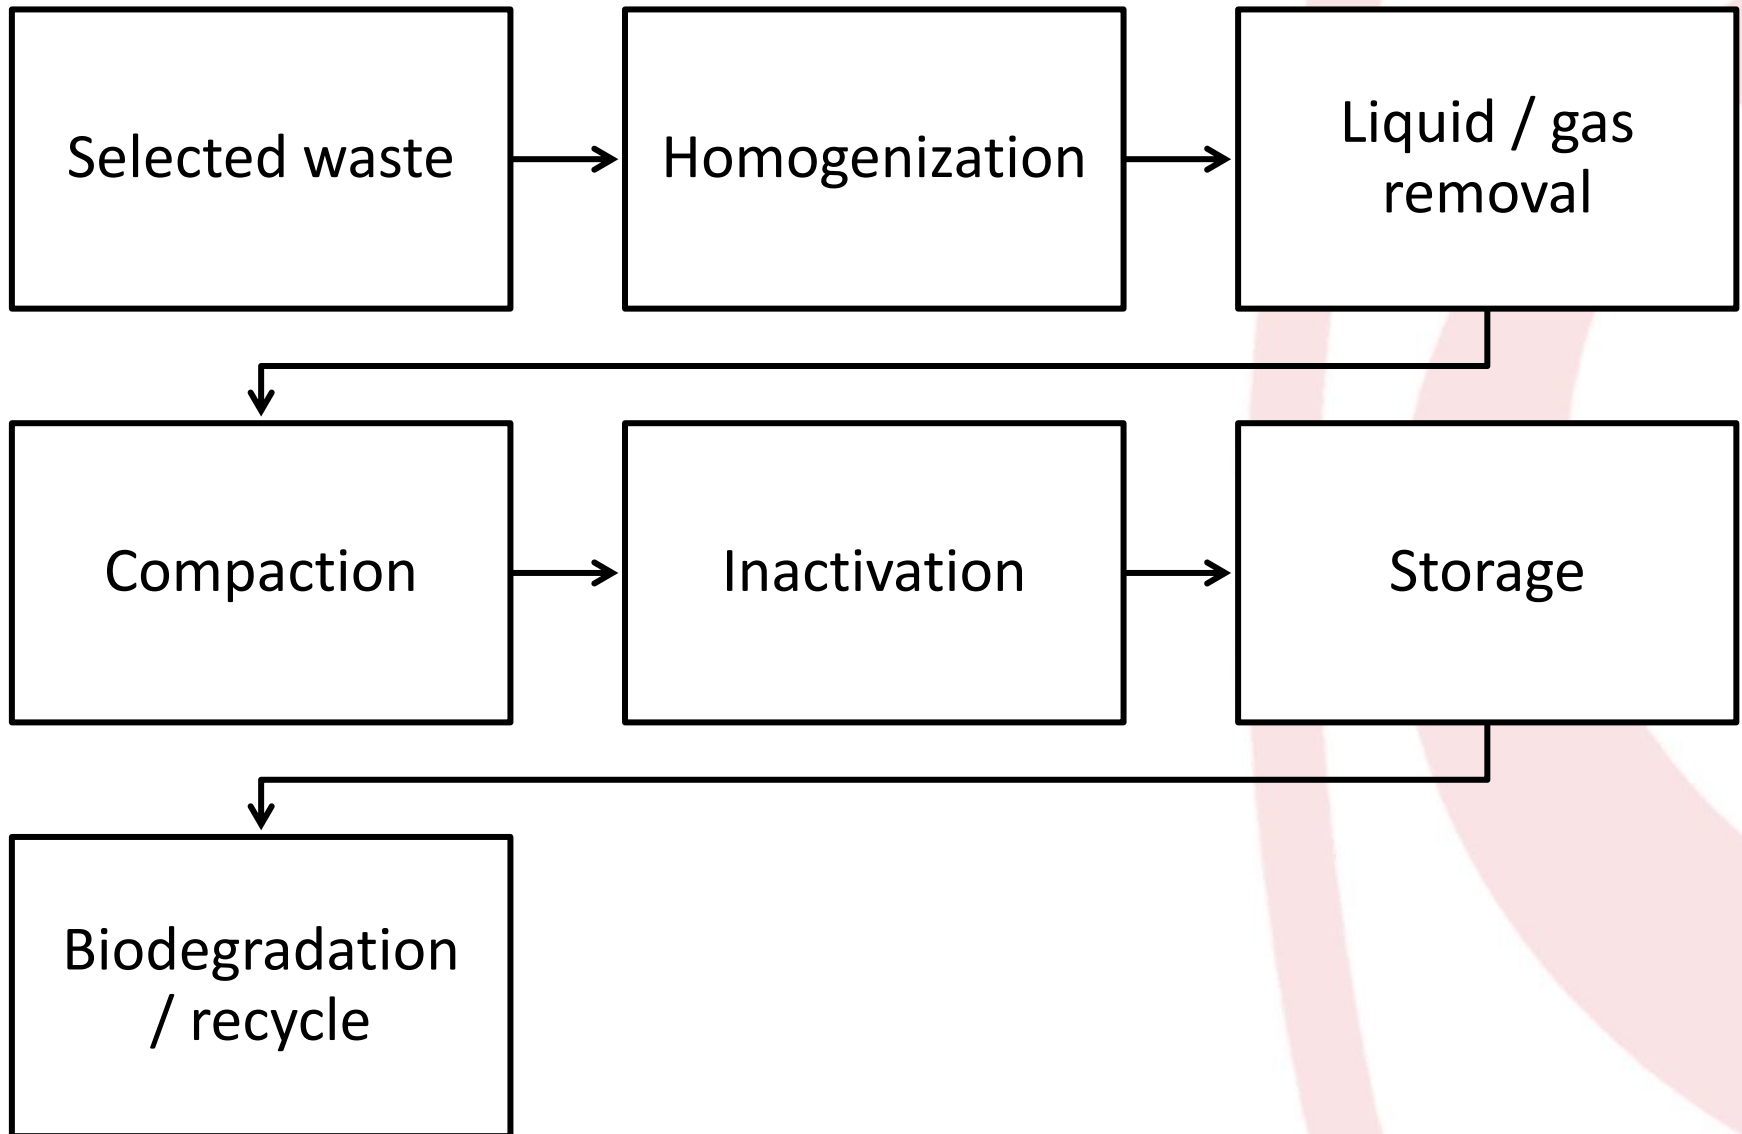 Selected waste
Homogenization
Liquid / gas
removal
Compaction
Inactivation
Storage
Biodegradation
/ recycle